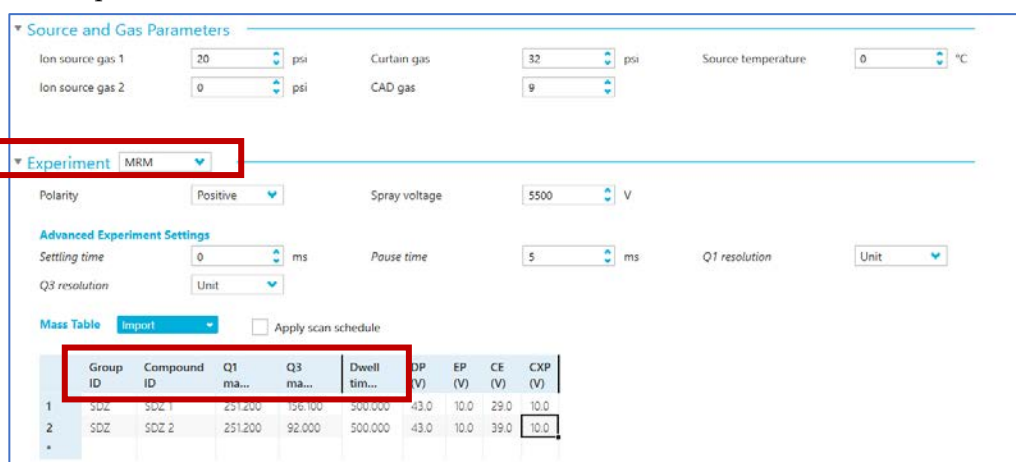 Source and Gas Parameters
Ion source gas 1 20 psi Curtain gas 32 psi Source temperature 0 °C
Ion source gas 2 0 psi CAD gas 9
Experiment MRM
Polarity Positive Spray voltage 5500 V
Advanced Experiment Settings
Settling time 0 ms Pause time 5 ms Q1 resolution Unit
Q3 resolution Unit
Mass Table Import Apply scan schedule
Group Compound Q1 Q3 Dwell DP EP CE CXP
ID ID ma... ma... tim... (V) (V) (V) (V)
1 SDZ SDZ 1 251.200 156.100 500.000 43.0 10.0 29.0 10.0
2 SDZ SDZ 2 251.200 92.000 500.000 43.0 10.0 39.0 10.0
*